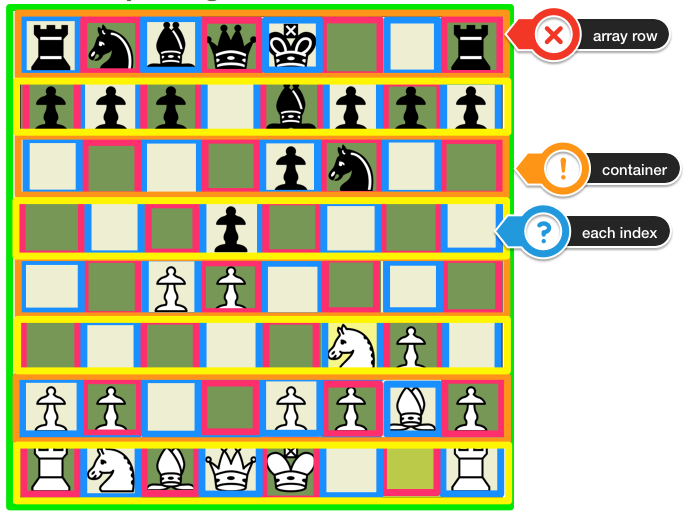 array row
!
container
?
each index